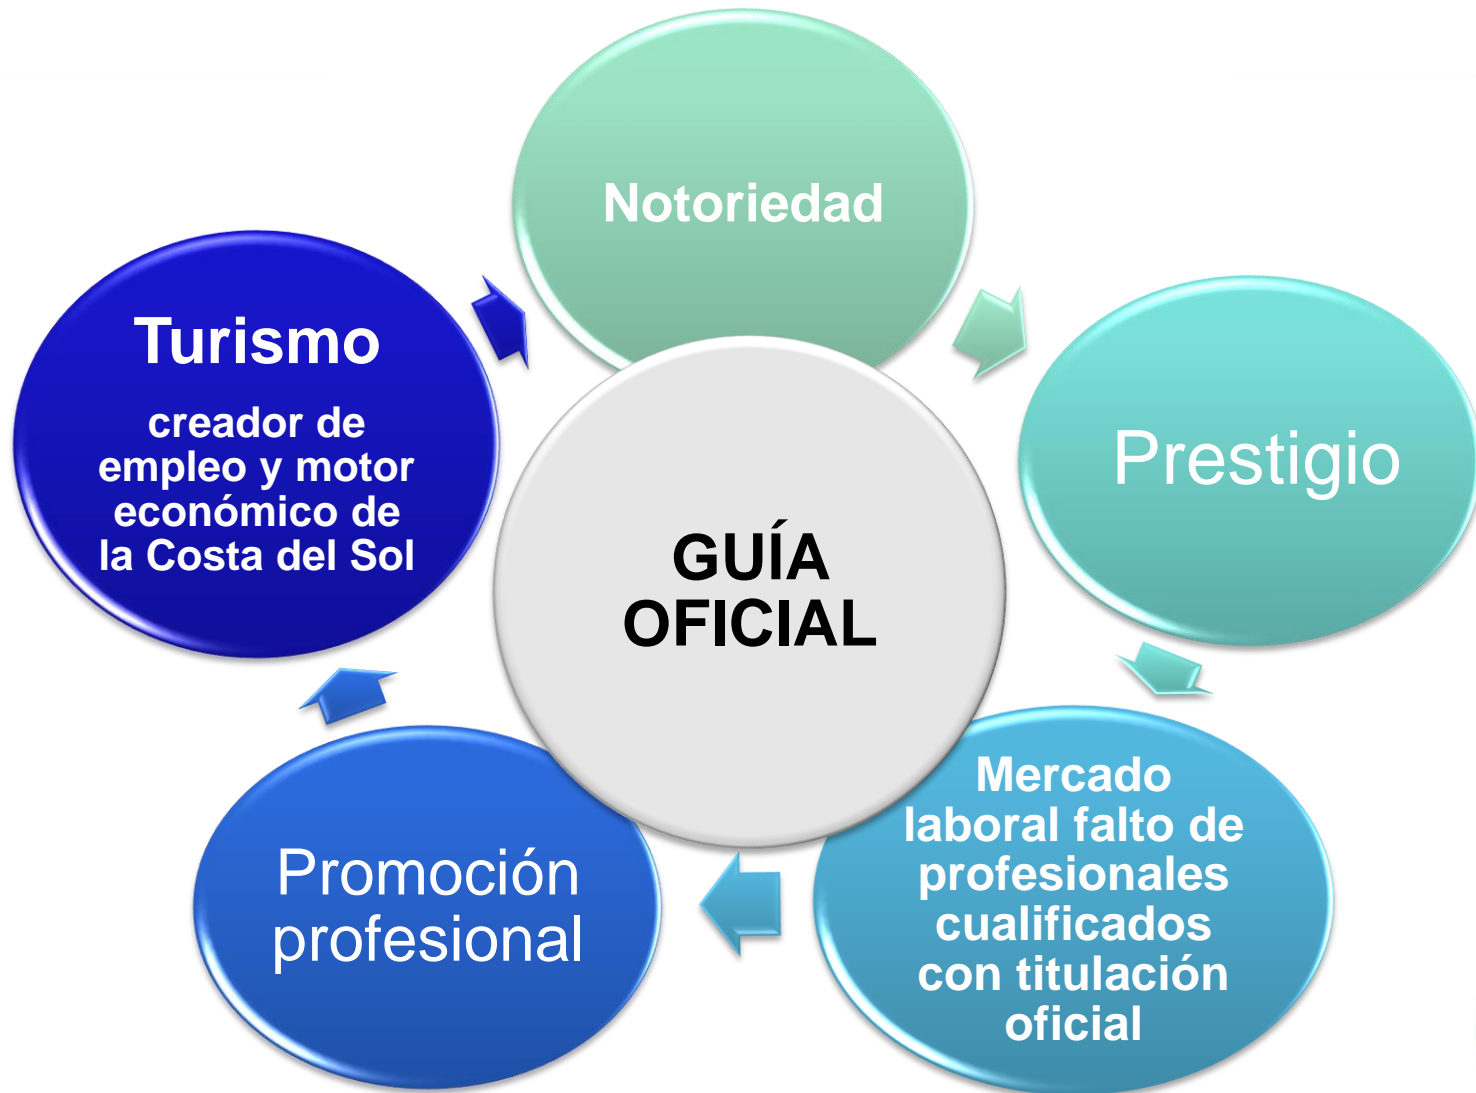 Notoriedad
Turismo
creador de
empleo y motor
económico de
la Costa del Sol
Prestigio
GUÍA
OFICIAL
Mercado
laboral falto de
profesionales
cualificados
con titulación
oficial
Promoción
profesional